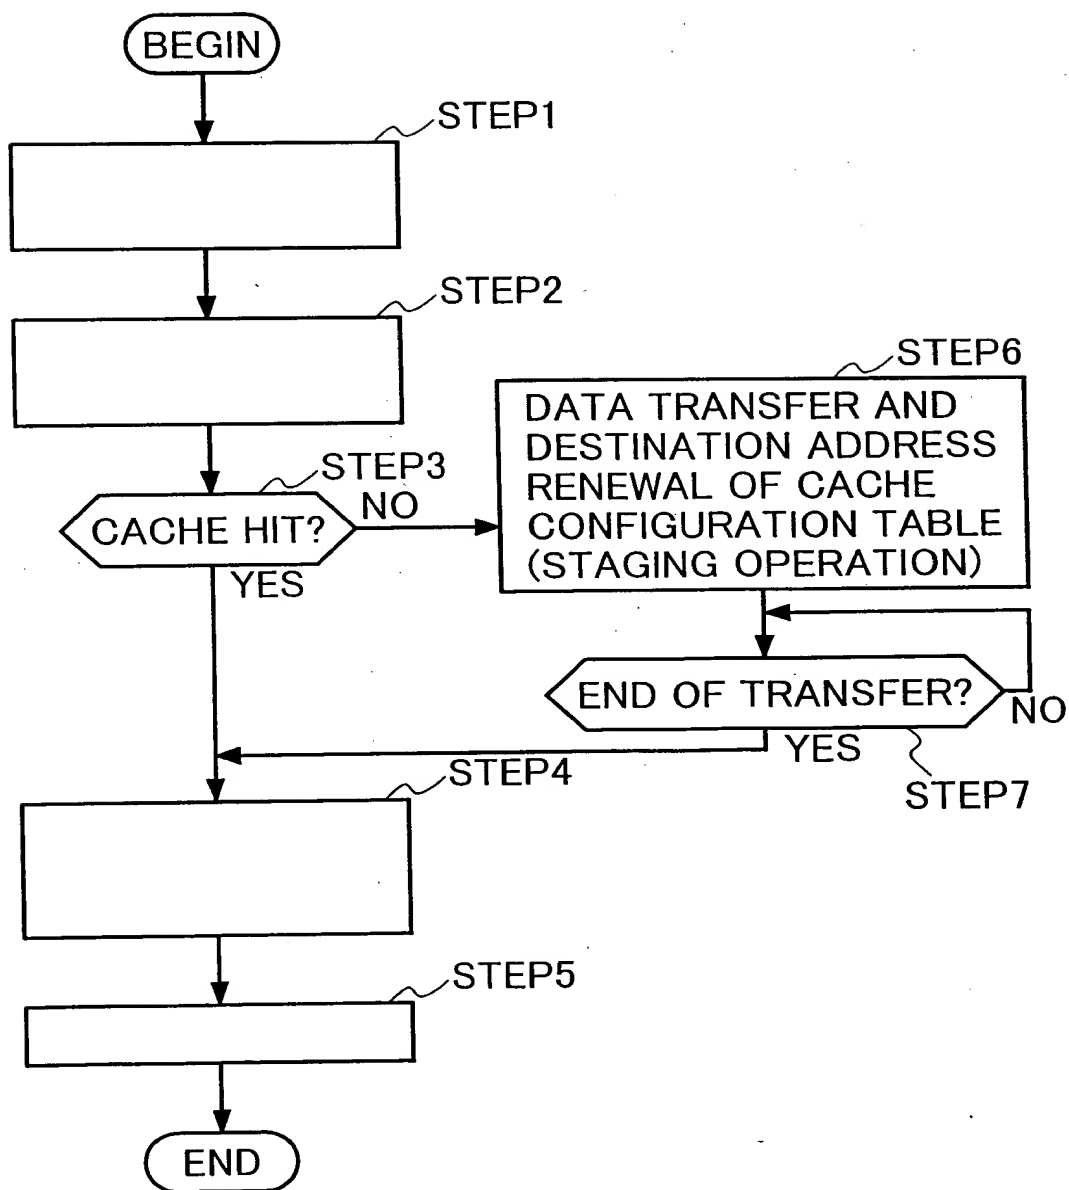 BEGIN
STEP1
STEP2
STEP3
CACHE HIT?
NO
YES
STEP6
DATA TRANSFER AND
DESTINATION ADDRESS
RENEWAL OF CACHE
CONFIGURATION TABLE
(STAGING OPERATION)
END OF TRANSFER?
NO
YES
STEP7
STEP4
STEP5
END